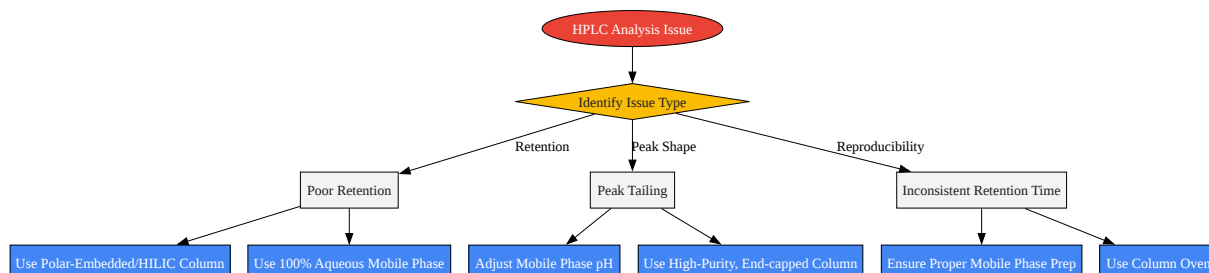 HPLC Analysis Issue
Identify Issue Type
Retention
Peak Shape
Reproducibility
Poor Retention
Peak Tailing
Inconsistent Retention Time
Use Polar-Embedded/HILIC Column
Use 100% Aqueous Mobile Phase
Adjust Mobile Phase pH
Use High-Purity, End-capped Column
Ensure Proper Mobile Phase Prep
Use Column Oven